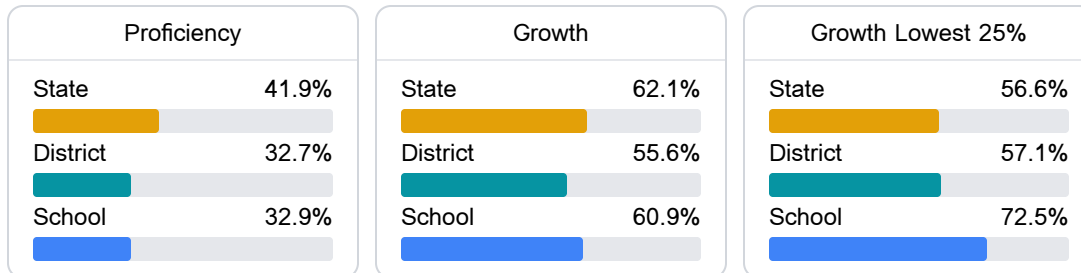 Proficiency
State 41.9%
District 32.7%
School 32.9%
Growth
State 62.1%
District 55.6%
School 60.9%
Growth Lowest 25%
State 56.6%
District 57.1%
School 72.5%